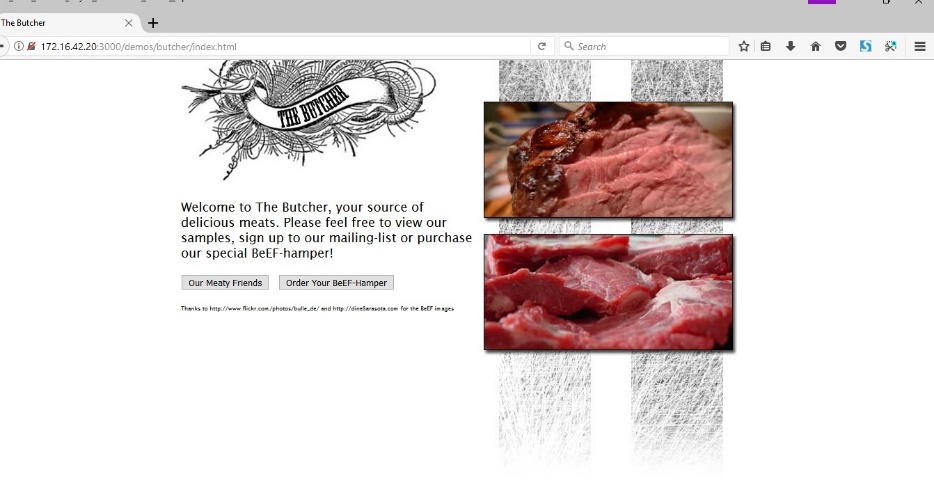 The Butcher
172.16.42.20:3000/demos/butcher/index.html
Search
THE BUTCHER
Welcome to The Butcher, your source of
delicious meats. Please feel free to view our
samples, sign up to our mailing-list or purchase
our special BeEF-hamper!
Our Meaty Friends
Order Your BeEF-Hamper
Thanks to http://www.flickr.com/photos/bulle_de/ and http://dineSarasota.com for the BeEF images